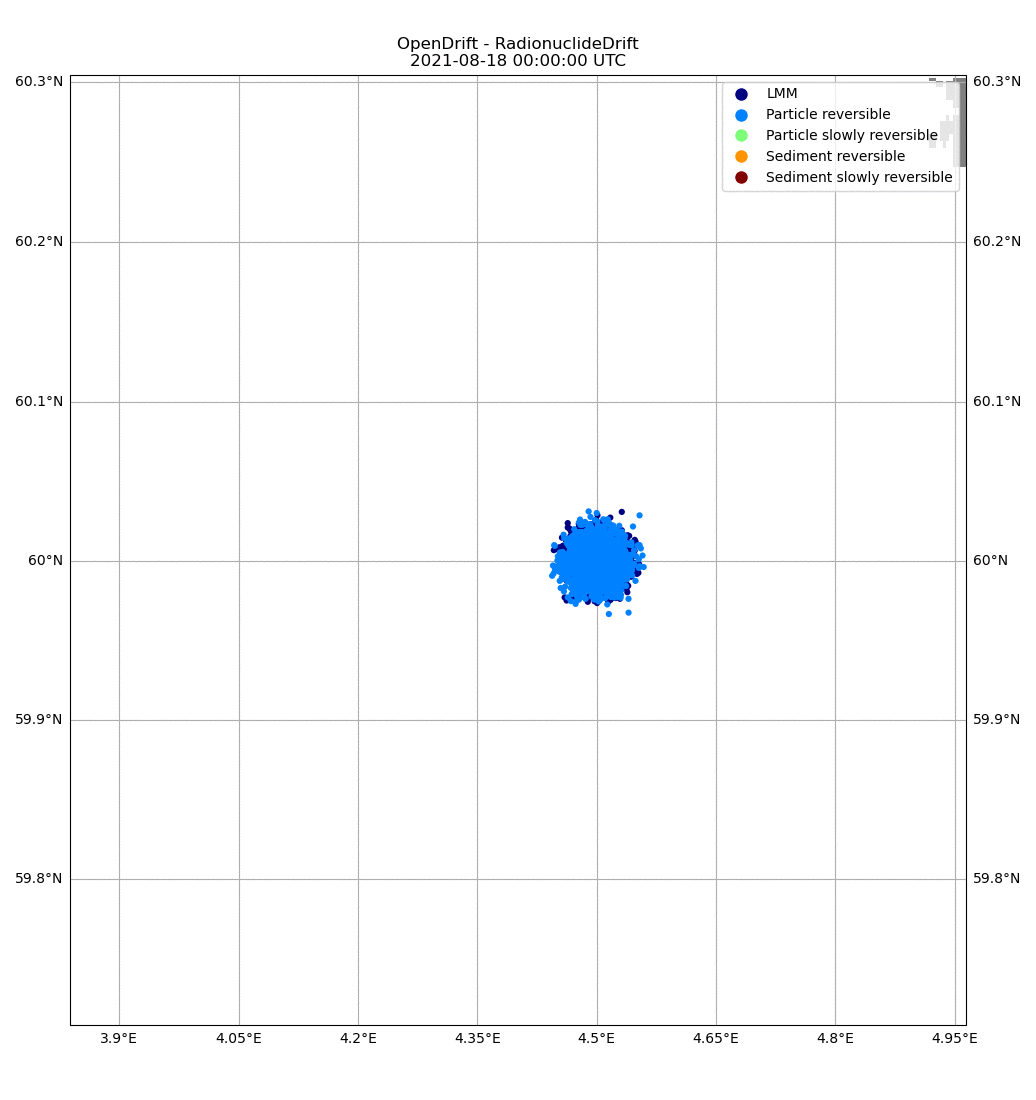 OpenDrift - RadionuclideDrift
2021-08-18 00:00:00 UTC
60.3°N
60.3°N
LMM
Particle reversible
Particle slowly reversible
Sediment reversible
Sediment slowly reversible
60.2°N
60.2°N
60.1°N
60.1°N
60°N
60°N
59.9°N
59.9°N
59.8°N
59.8°N
3.9°E 4.05°E 4.2°E 4.35°E 4.5°E 4.65°E 4.8°E 4.95°E